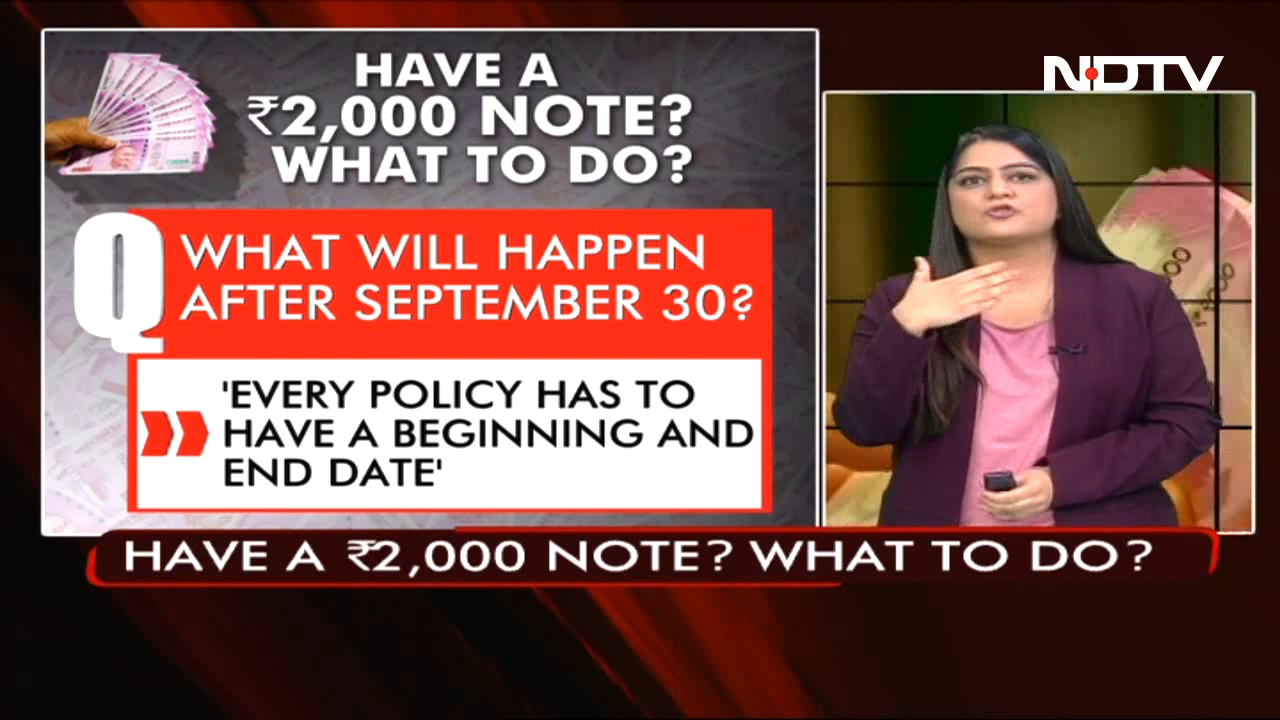 HAVE A
₹2,000 NOTE?
WHAT TO DO?
NDTV
Q WHAT WILL HAPPEN
AFTER SEPTEMBER 30?
'EVERY POLICY HAS TO
HAVE A BEGINNING AND
END DATE'
HAVE A ₹2,000 NOTE? WHAT TO DO?